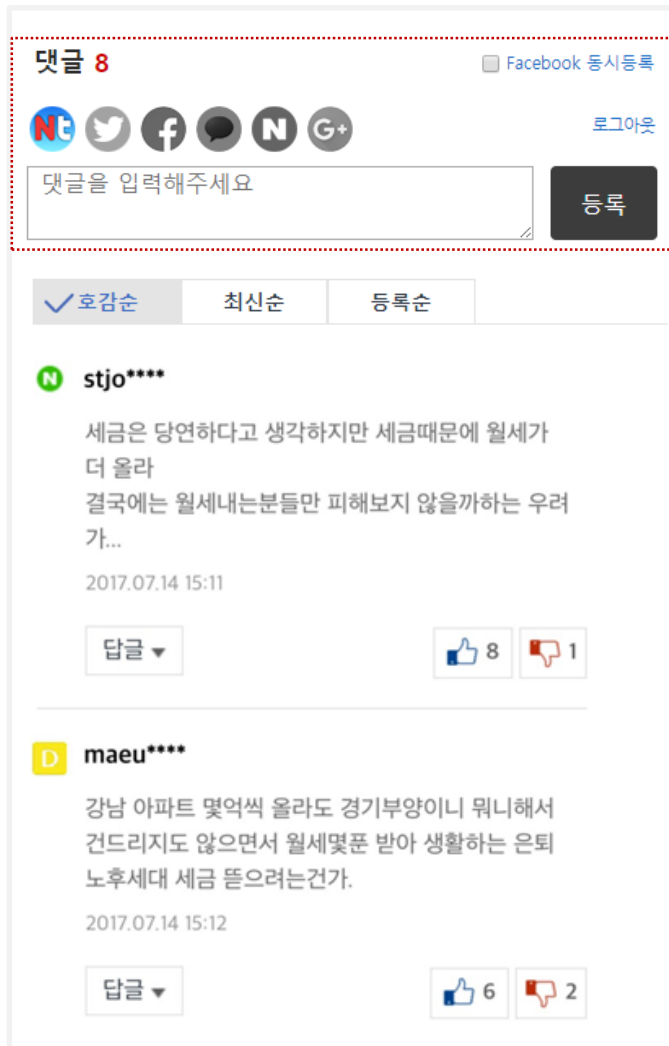 댓글 8
Facebook 동시등록
Nt N G+
로그아웃
댓글을 입력해주세요
등록
호감순 최신순 등록순
N stjo****
세금은 당연하다고 생각하지만 세금때문에 월세가
더 올라
결국에는 월세내는분들만 피해보지 않을까하는 우려
가...
2017.07.14 15:11
답글 8 1
D maeu****
강남 아파트 몇억씩 올라도 경기부양이니 뭐니해서
건드리지도 않으면서 월세몇푼 받아 생활하는 은퇴
노후세대 세금 뜯으려는건가.
2017.07.14 15:12
답글 6 2